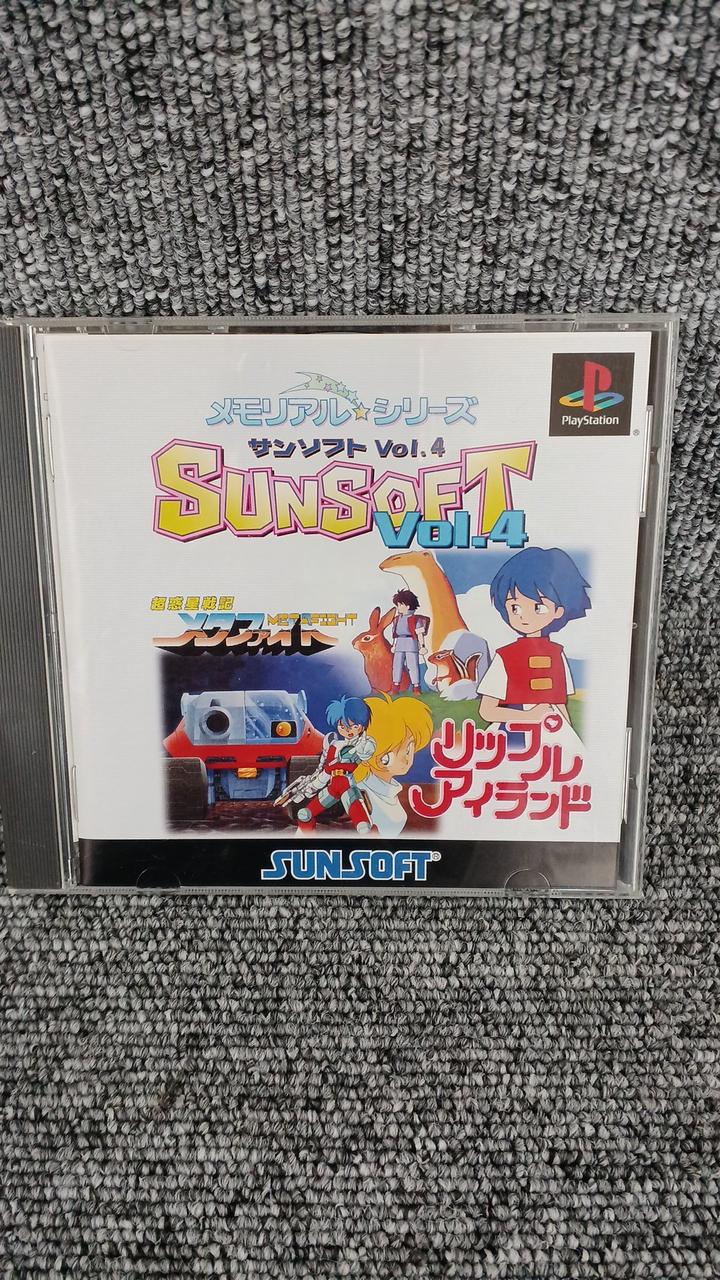 メモリアル☆シリーズ
PlayStation
®
サンソフト Vol.4
SUNSOFT
Vol.4
超惑星戦記
METAFIGHT
メタファイト
リップル
アイランド
SUNSOFT®